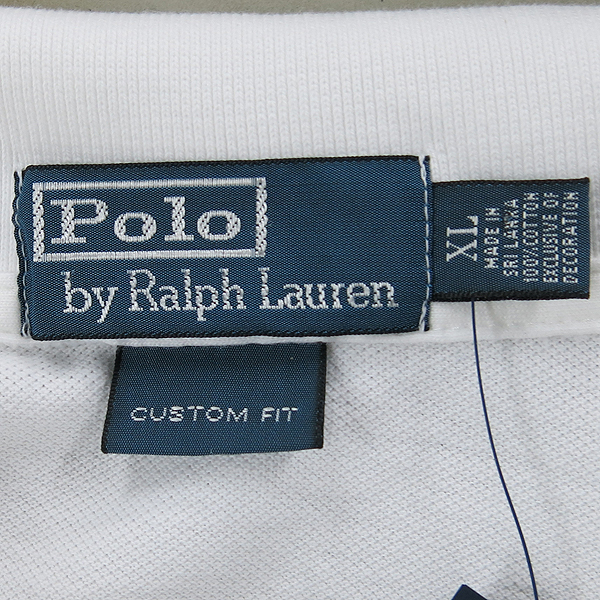 Polo
by Ralph Lauren
XL
MADE IN
SRI LANKA
100% COTTON
EXCLUSIVE OF
DECORATION
CUSTOM FIT